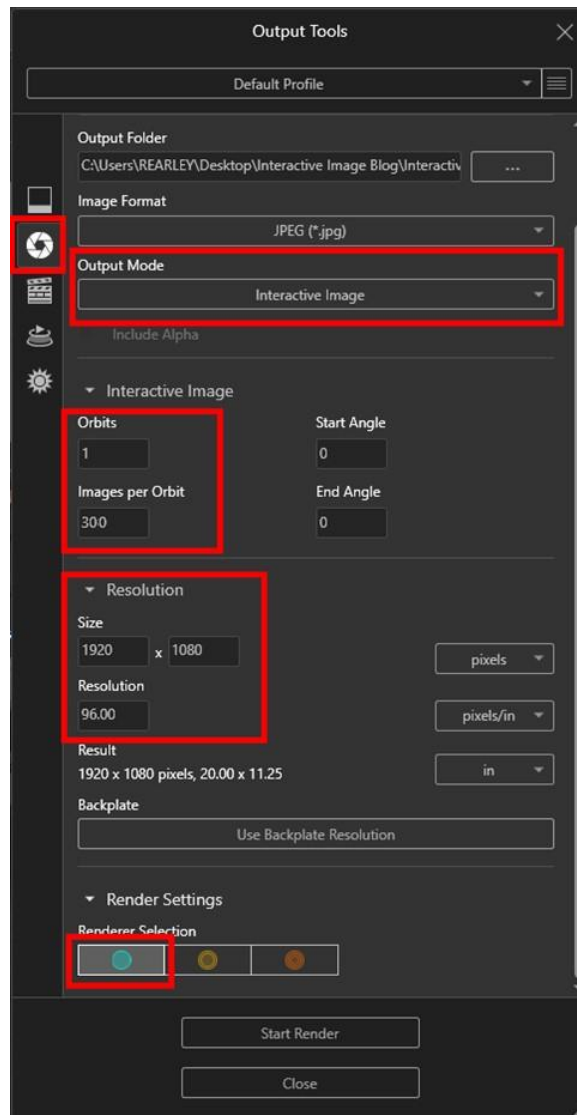 Output Tools
Default Profile
Output Folder
C:\Users\REARLEY\Desktop\Interactive Image Blog\Interactiv
...
Image Format
JPEG (*.jpg)
Output Mode
Interactive Image
Include Alpha
Interactive Image
Orbits
Start Angle
1
0
Images per Orbit
End Angle
300
0
Resolution
Size
1920 x 1080
pixels
Resolution
96.00
pixels/in
Result
1920 x 1080 pixels, 20.00 x 11.25
in
Backplate
Use Backplate Resolution
Render Settings
Renderer Selection
Start Render
Close